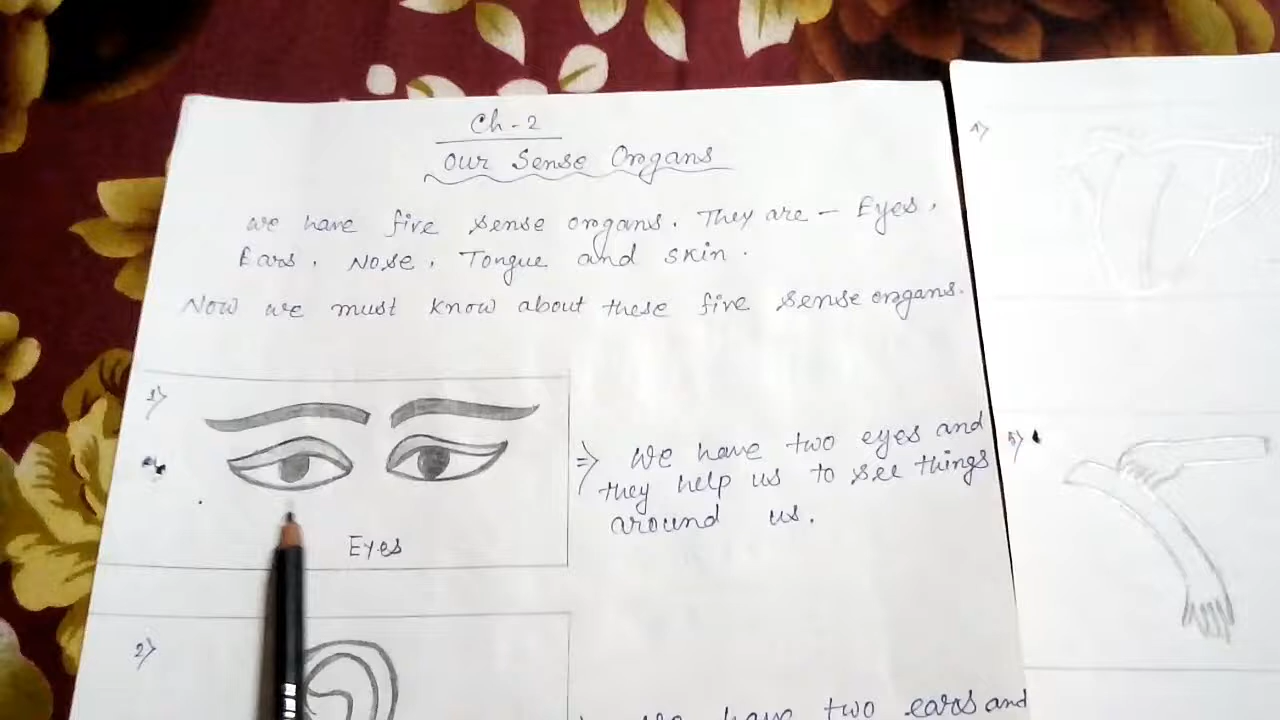 Ch - 2
Our Sense Organs
We have five sense organs. They are - Eyes,
Ears, Nose, Tongue and skin.
Now we must know about these five sense organs.
1)
Eyes
=> We have two eyes and
they help us to see things
around us.
2)
We have two ears and
5)